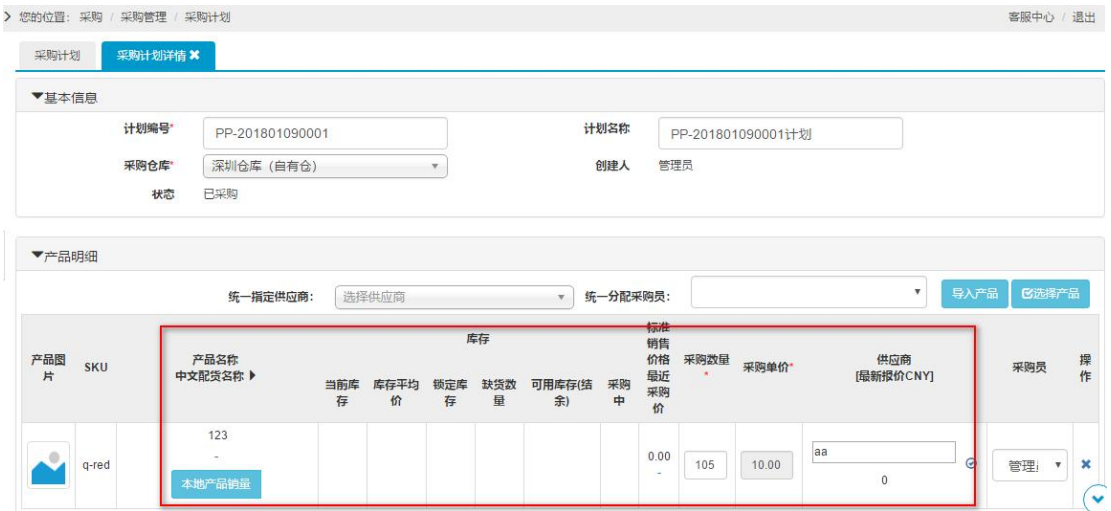 您的位置： 采购 / 采购管理 / 采购计划
客服中心 / 退出
采购计划
采购计划详情
基本信息
计划编号*
PP-201801090001
计划名称
PP-201801090001计划
采购仓库*
深圳仓库（自有仓）
创建人
管理员
状态
已采购
产品明细
统一指定供应商：
选择供应商
统一分配采购员：
导入产品
选择产品
产品图
片
SKU
产品名称
中文配货名称
库存
当前库
存
库存平均
价
锁定库
存
缺货数
量
可用库存(结
余)
采购
中
标准
销售
价格
最近
采购
价
采购数量
*
采购单价*
供应商
[最新报价CNY]
采购员
操
作
q-red
123
-
本地产品销量
0.00
-
105
10.00
aa
0
管理